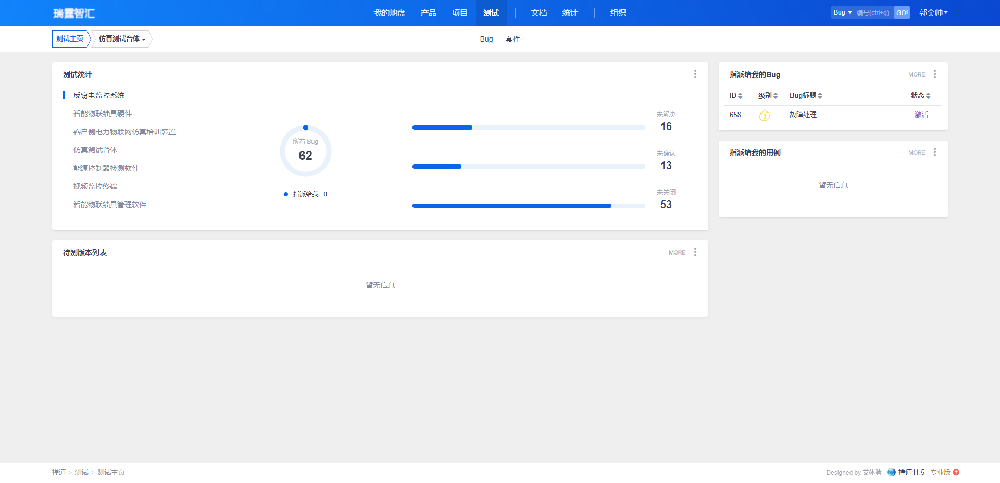 瑞霆智汇
我的地盘 产品 项目 测试 文档 统计 组织
Bug 编号(ctrl+g) GO! 郭金帅
测试主页 仿真测试台体
Bug 套件
测试统计
反窃电监控系统
智能物联锁具硬件
客户侧电力物联网仿真培训装置
仿真测试台体
能源控制器检测软件
视频监控终端
智能物联锁具管理软件
所有 Bug
62
指派给我 0
未解决
16
未确认
13
未关闭
53
指派给我的Bug MORE
ID 级别 Bug标题 状态
658 3 故障处理 激活
指派给我的用例 MORE
暂无信息
待测版本列表 MORE
暂无信息
禅道 > 测试 > 测试主页
Designed by 艾体验 禅道11.5 专业版